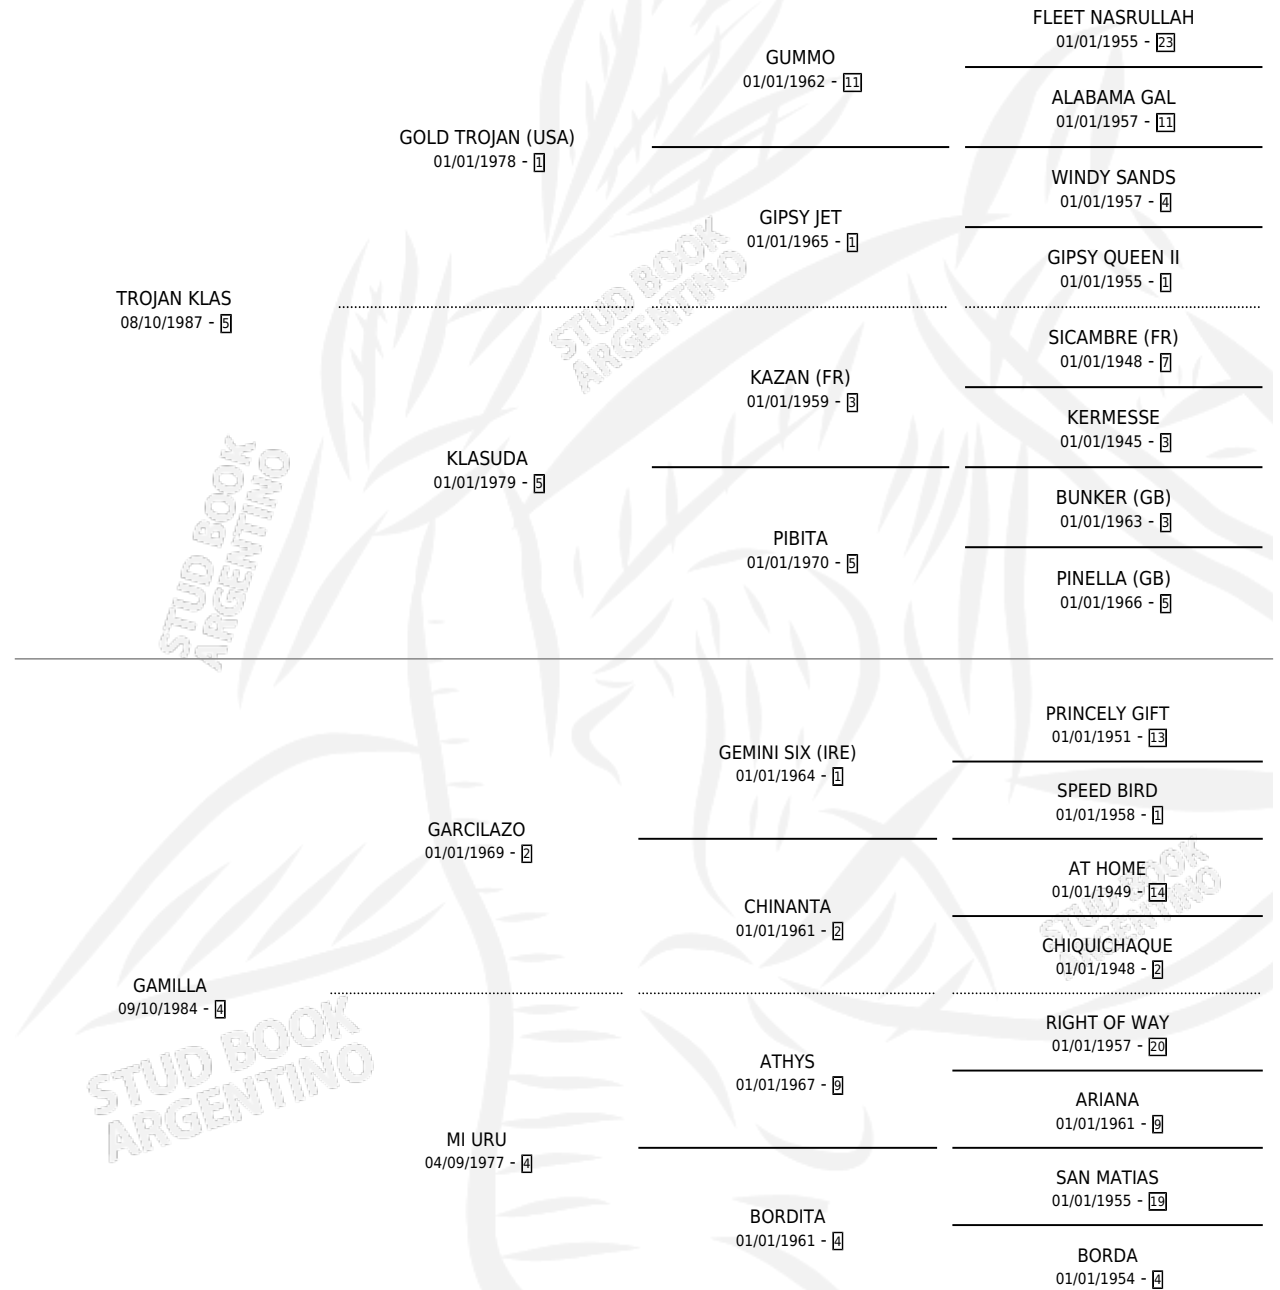 FLEET NASRULLAH
01/01/1955 - 23
GUMMO
01/01/1962 - 11
ALABAMA GAL
01/01/1957 - 11
GOLD TROJAN (USA)
01/01/1978 - 1
WINDY SANDS
01/01/1957 - 4
GIPSY JET
01/01/1965 - 1
GIPSY QUEEN II
01/01/1955 - 1
TROJAN KLAS
08/10/1987 - 5
SICAMBRE (FR)
01/01/1948 - 7
KAZAN (FR)
01/01/1959 - 3
KERMESSE
01/01/1945 - 3
KLASUDA
01/01/1979 - 5
BUNKER (GB)
01/01/1963 - 3
PIBITA
01/01/1970 - 5
PINELLA (GB)
01/01/1966 - 5
STUD BOOK
ARGENTINO
STUD BOOK
ARGENTINO
PRINCELY GIFT
01/01/1951 - 13
GEMINI SIX (IRE)
01/01/1964 - 1
SPEED BIRD
01/01/1958 - 1
GARCILAZO
01/01/1969 - 2
AT HOME
01/01/1949 - 14
CHINANTA
01/01/1961 - 2
CHIQUICHAQUE
01/01/1948 - 2
GAMILLA
09/10/1984 - 4
RIGHT OF WAY
01/01/1957 - 20
ATHYS
01/01/1967 - 9
ARIANA
01/01/1961 - 9
MI URU
04/09/1977 - 4
SAN MATIAS
01/01/1955 - 19
BORDITA
01/01/1961 - 4
BORDA
01/01/1954 - 4
STUD BOOK
ARGENTINO
STUD BOOK
ARGENTINO